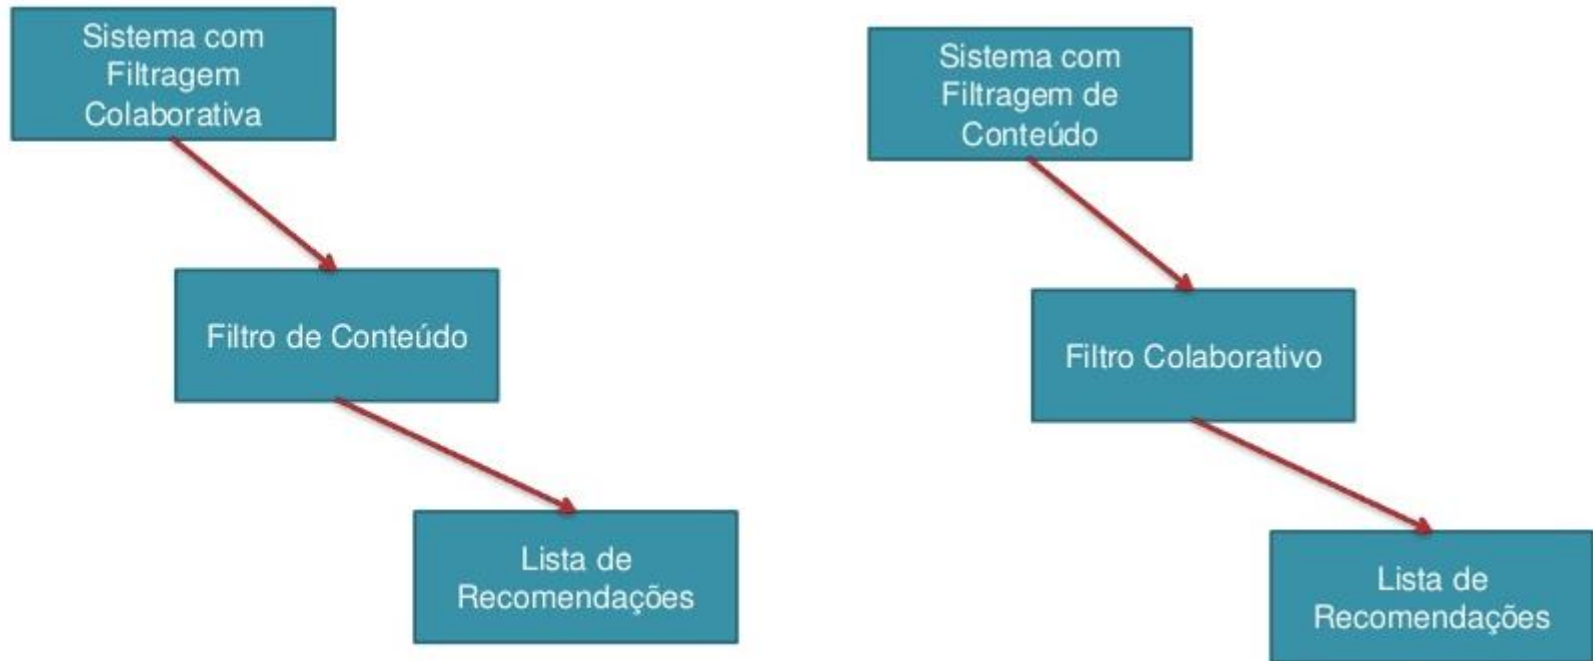 Sistema com
Filtragem
Colaborativa
Filtro de Conteúdo
Lista de
Recomendações
Sistema com
Filtragem de
Conteúdo
Filtro Colaborativo
Lista de
Recomendações